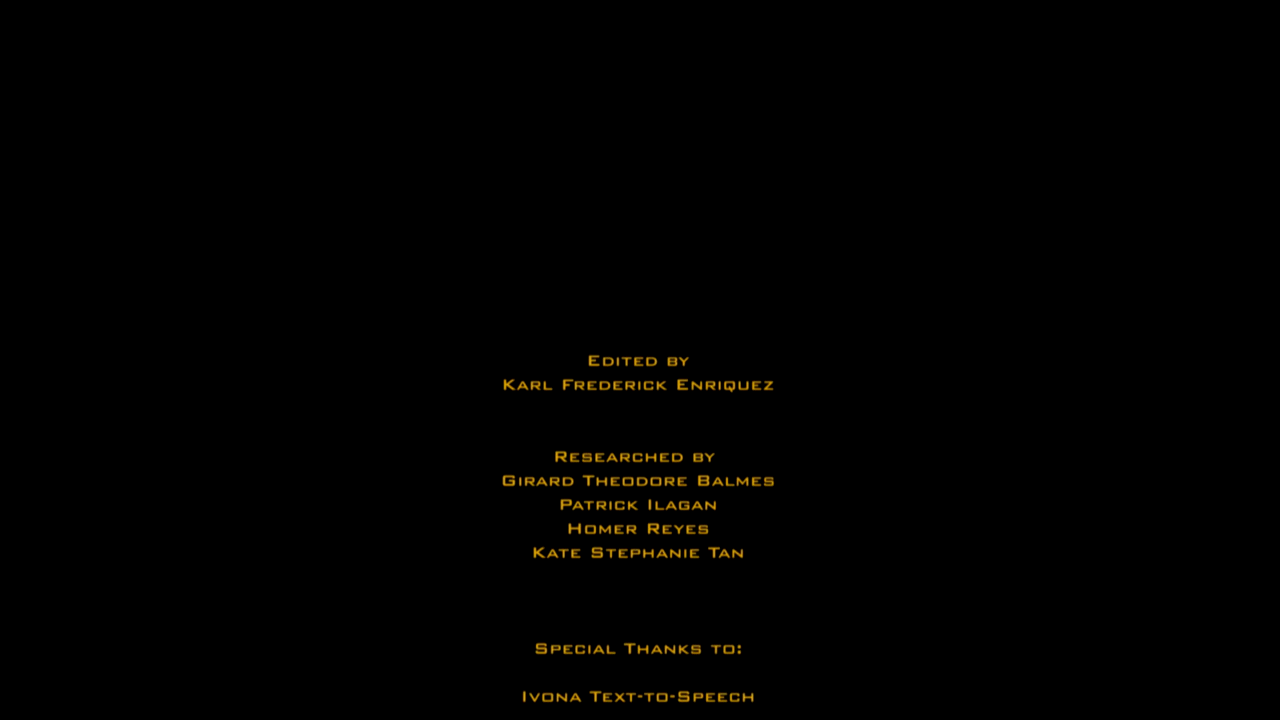 Edited by
Karl Frederick Enriquez
Researched by
Girard Theodore Balmes
Patrick Ilagan
Homer Reyes
Kate Stephanie Tan
Special Thanks to:
Ivona Text-to-Speech